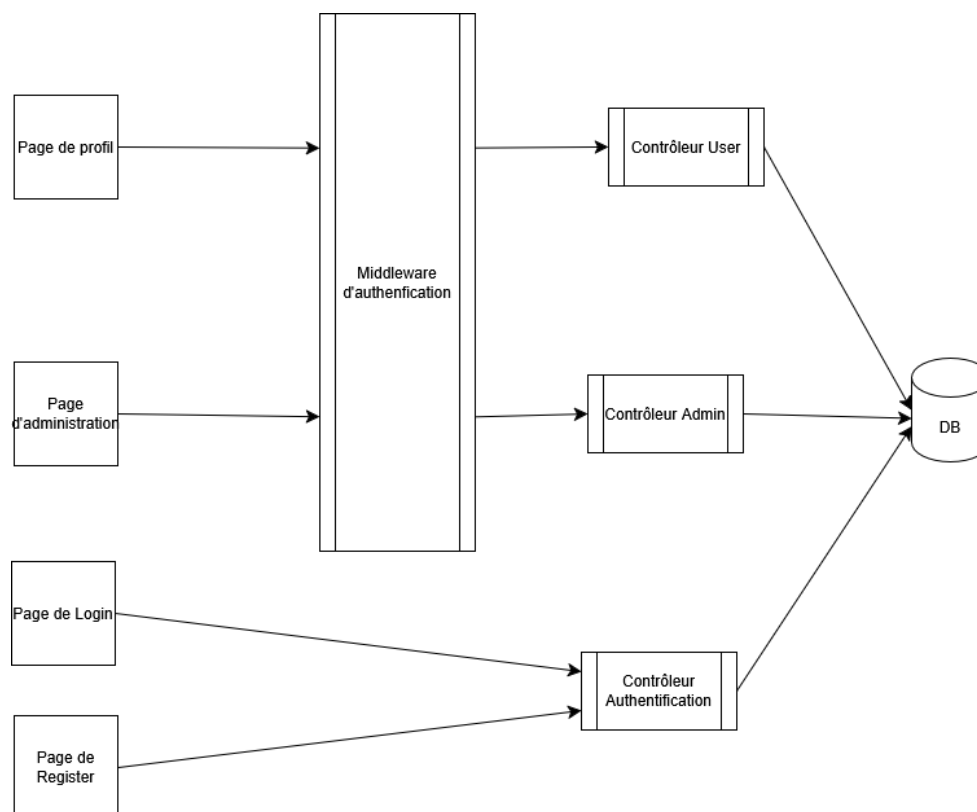 Page de profil
Middleware
d'authenfication
Contrôleur User
Page
d'administration
Contrôleur Admin
DB
Page de Login
Contrôleur
Authentification
Page de
Register